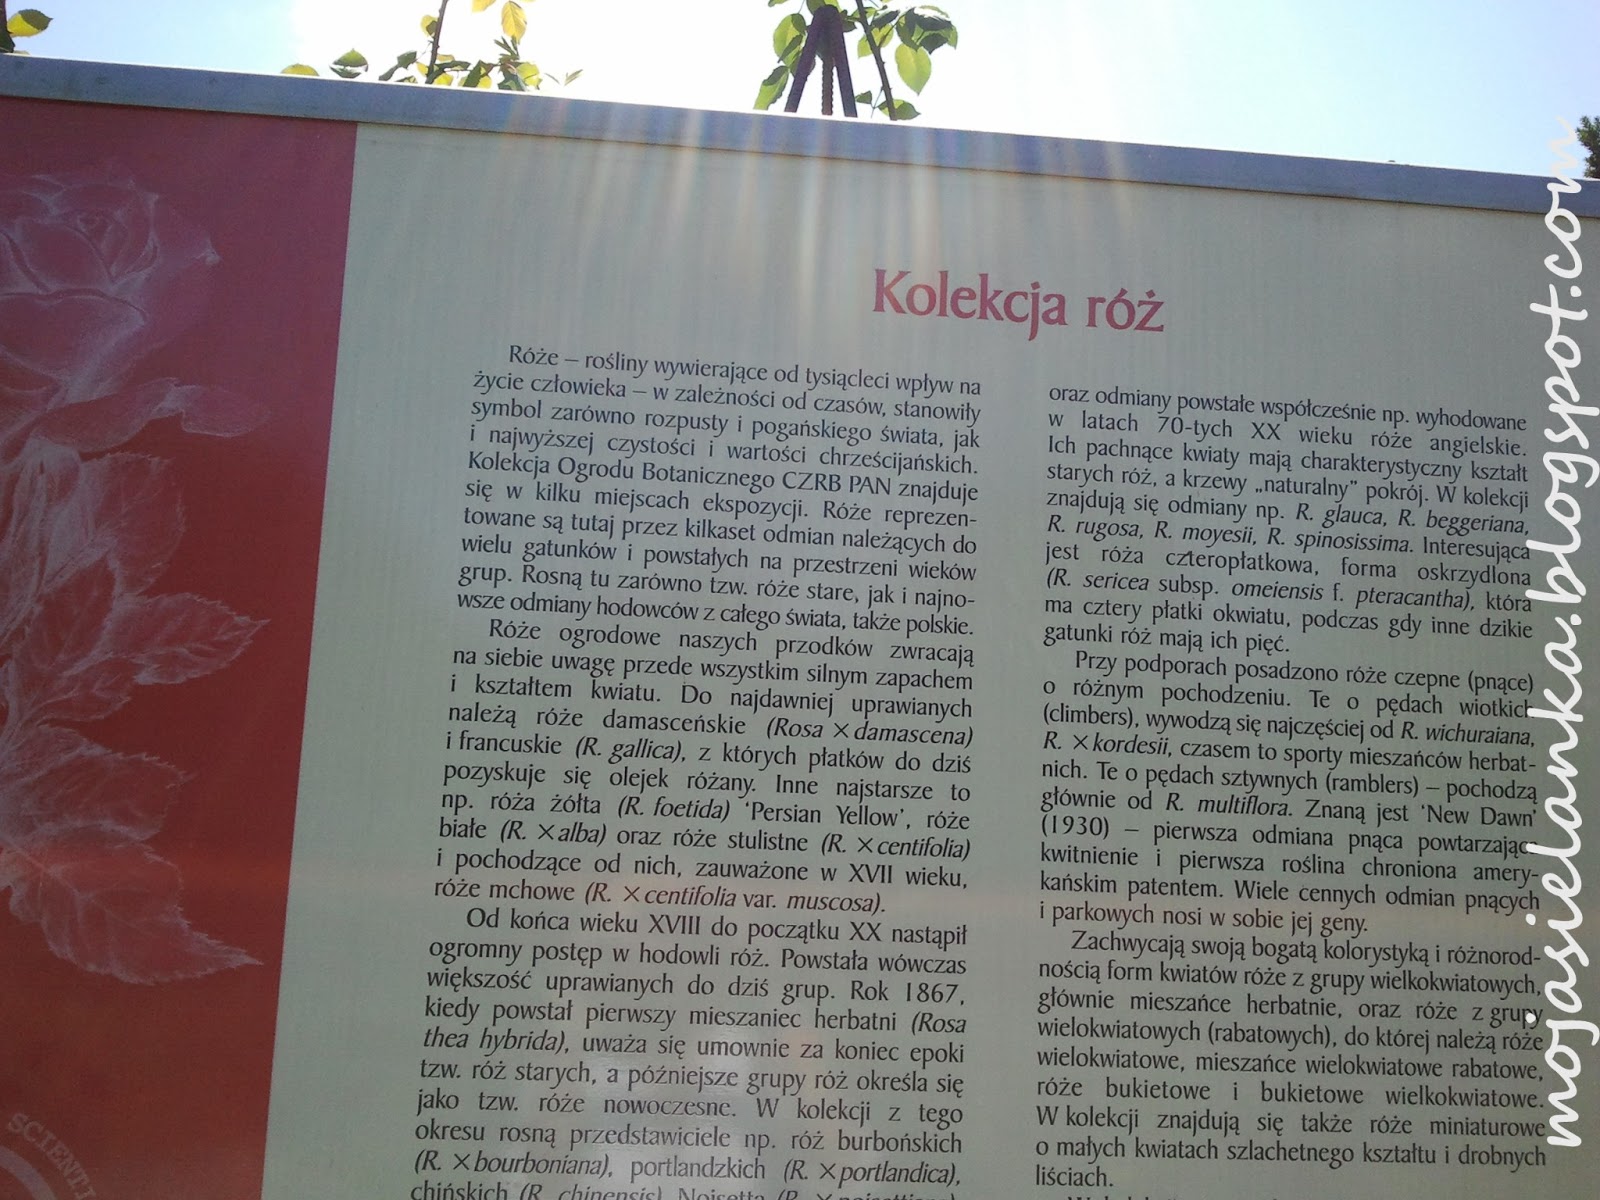 Kolekcja róż
Róże – rośliny wywierające od tysiącleci wpływ na
życie człowieka – w zależności od czasów, stanowiły
symbol zarówno rozpusty i pogańskiego świata, jak
i najwyższej czystości i wartości chrześcijańskich.
Kolekcja Ogrodu Botanicznego CZRB PAN znajduje
się w kilku miejscach ekspozycji. Róże reprezen-
towane są tutaj przez kilkaset odmian należących do
wielu gatunków i powstałych na przestrzeni wieków
grup. Rosną tu zarówno tzw. róże stare, jak i najno-
wsze odmiany hodowców z całego świata, także polskie.
Róże ogrodowe naszych przodków zwracają
na siebie uwagę przede wszystkim silnym zapachem
i kształtem kwiatu. Do najdawniej uprawianych
należą róże damasceńskie (Rosa ×damascena)
i francuskie (R. gallica), z których płatków do dziś
pozyskuje się olejek różany. Inne najstarsze to
np. róża żółta (R. foetida) ‘Persian Yellow’, róże
białe (R. ×alba) oraz róże stulistne (R. ×centifolia)
i pochodzące od nich, zauważone w XVII wieku,
róże mchowe (R. ×centifolia var. muscosa).
Od końca wieku XVIII do początku XX nastąpił
ogromny postęp w hodowli róż. Powstała wówczas
większość uprawianych do dziś grup. Rok 1867,
kiedy powstał pierwszy mieszaniec herbatni (Rosa
thea hybrida), uważa się umownie za koniec epoki
tzw. róż starych, a późniejsze grupy róż określa się
jako tzw. róże nowoczesne. W kolekcji z tego
okresu rosną przedstawiciele np. róż burbońskich
(R. ×bourboniana), portlandzkich (R. ×portlandica),
chińskich (R. chinensis), Noisetta (R. ×noisettiana),
oraz odmiany powstałe współcześnie np. wyhodowane
w latach 70-tych XX wieku róże angielskie.
Ich pachnące kwiaty mają charakterystyczny kształt
starych róż, a krzewy „naturalny” pokrój. W kolekcji
znajdują się odmiany np. R. glauca, R. beggeriana,
R. rugosa, R. moyesii, R. spinosissima. Interesująca
jest róża czteropłatkowa, forma oskrzydlona
(R. sericea subsp. omeiensis f. pteracantha), która
ma cztery płatki okwiatu, podczas gdy inne dzikie
gatunki róż mają ich pięć.
Przy podporach posadzono róże czepne (pnące)
o różnym pochodzeniu. Te o pędach wiotkich
(climbers), wywodzą się najczęściej od R. wichuraiana,
R. ×kordesii, czasem to sporty mieszańców herbat-
nich. Te o pędach sztywnych (ramblers) – pochodzą
głównie od R. multiflora. Znaną jest ‘New Dawn’
(1930) – pierwsza odmiana pnąca powtarzająca
kwitnienie i pierwsza roślina chroniona amery-
kańskim patentem. Wiele cennych odmian pnących
i parkowych nosi w sobie jej geny.
Zachwycają swoją bogatą kolorystyką i różnorod-
nością form kwiatów róże z grupy wielkokwiatowych,
głównie mieszańce herbatnie, oraz róże z grupy
wielokwiatowych (rabatowych), do której należą róże
wielokwiatowe, mieszańce wielokwiatowe rabatowe,
róże bukietowe i bukietowe wielkokwiatowe.
W kolekcji znajdują się także róże miniaturowe
o małych kwiatach szlachetnego kształtu i drobnych
liściach.
SCIENTI
mojasielanka.blogspot.com